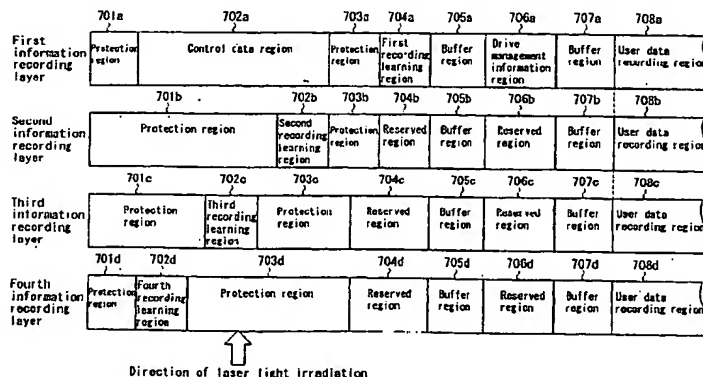 701a 702a 703a 704a 705a 706a 707a 708a
First information recording layer
Protection region
Control data region
Protection region
First recording learning region
Buffer region
Drive management information region
Buffer region
User data recording region
701b 702b 703b 704b 705b 706b 707b 708b
Second information recording layer
Protection region
Second recording learning region
Protection region
Reserved region
Buffer region
Reserved region
Buffer region
User data recording region
701c 702c 703c 704c 705c 706c 707c 708c
Third information recording layer
Protection region
Third recording learning region
Protection region
Reserved region
Buffer region
Reserved region
Buffer region
User data recording region
701d 702d 703d 704d 705d 706d 707d 708d
Fourth information recording layer
Protection region
Fourth recording learning region
Protection region
Reserved region
Buffer region
Reserved region
Buffer region
User data recording region
Direction of laser light irradiation